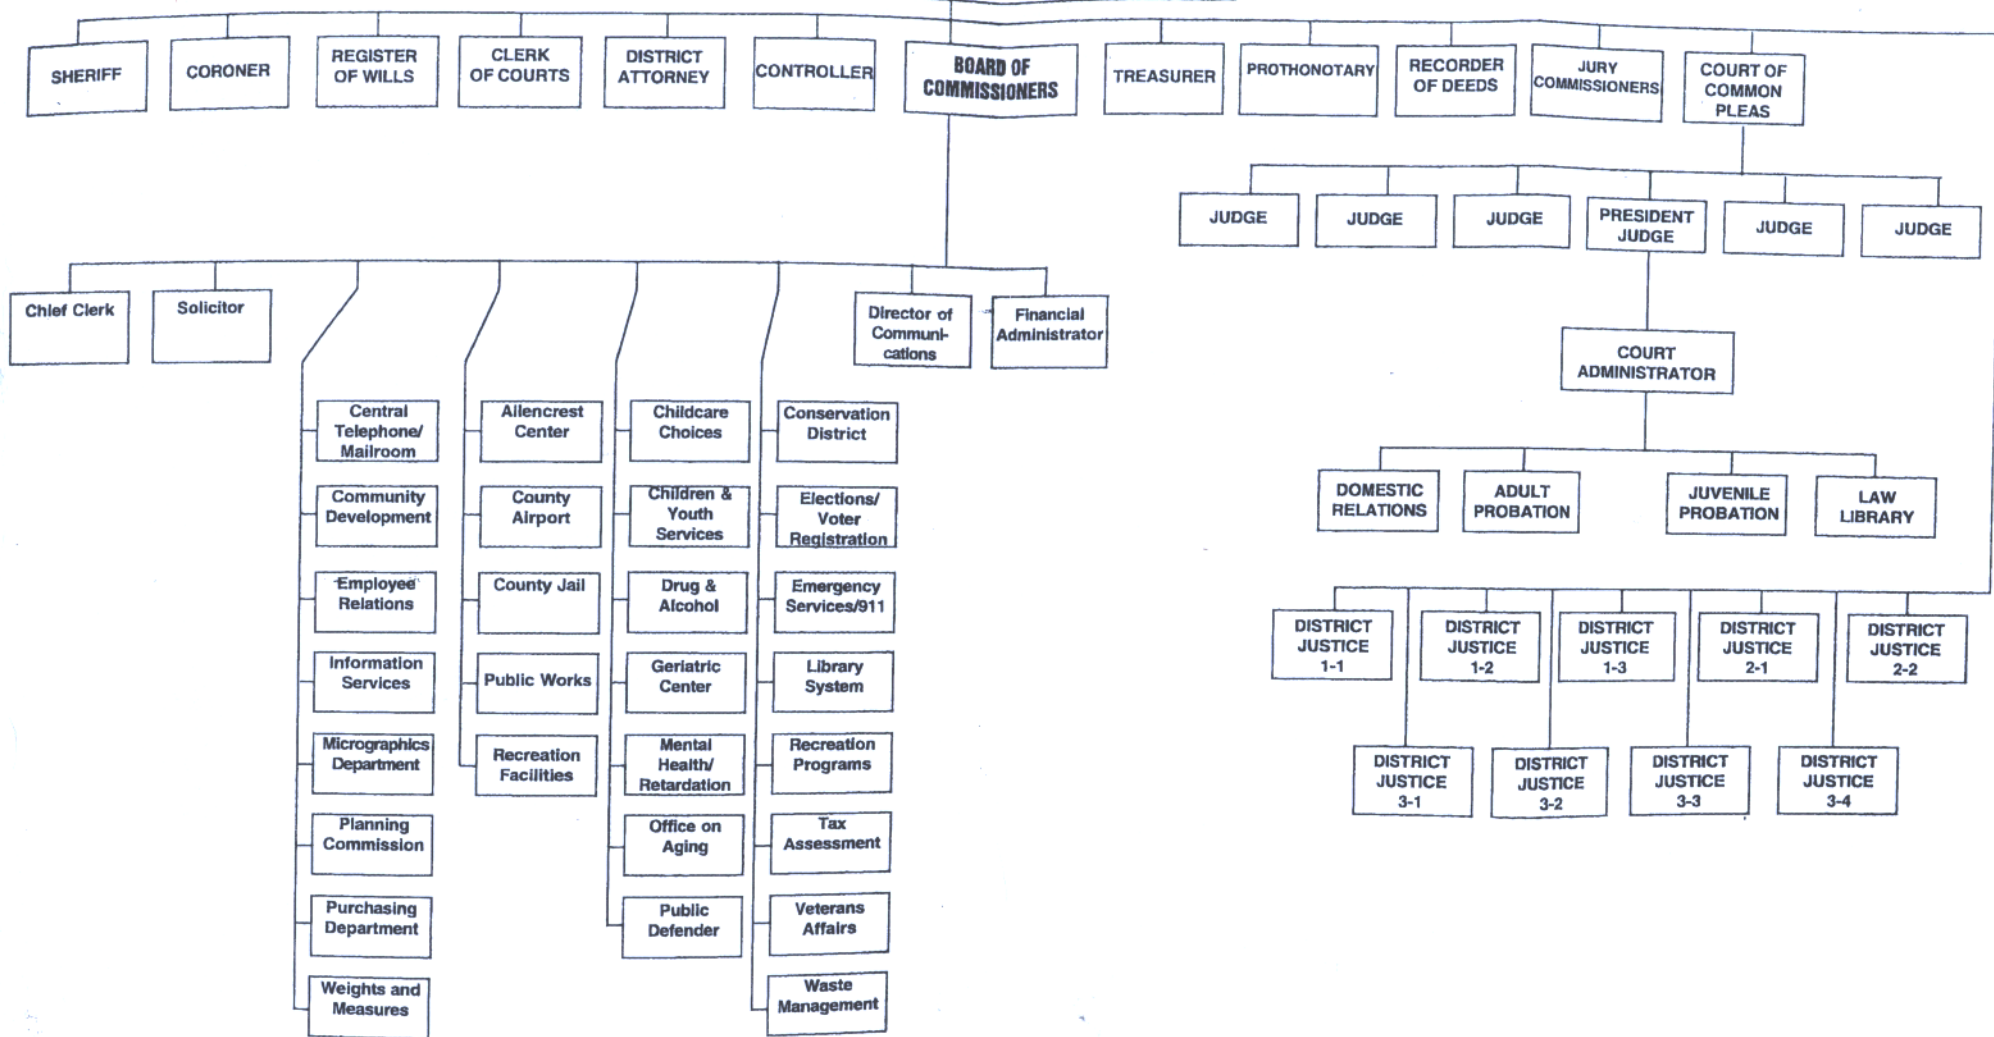 SHERIFF
CORONER
REGISTER
OF WILLS
CLERK
OF COURTS
DISTRICT
ATTORNEY
CONTROLLER
BOARD OF
COMMISSIONERS
TREASURER
PROTHONOTARY
RECORDER
OF DEEDS
JURY
COMMISSIONERS
COURT OF
COMMON
PLEAS
JUDGE
JUDGE
JUDGE
PRESIDENT
JUDGE
JUDGE
JUDGE
Chief Clerk
Solicitor
Director of
Communi-
cations
Financial
Administrator
COURT
ADMINISTRATOR
DOMESTIC
RELATIONS
ADULT
PROBATION
JUVENILE
PROBATION
LAW
LIBRARY
Central
Telephone/
Mailroom
Community
Development
Employee
Relations
Information
Services
Micrographics
Department
Planning
Commission
Purchasing
Department
Weights and
Measures
Allencrest
Center
County
Airport
County Jail
Public Works
Recreation
Facilities
Childcare
Choices
Children &
Youth
Services
Drug &
Alcohol
Geriatric
Center
Mental
Health/
Retardation
Office on
Aging
Public
Defender
Conservation
District
Elections/
Voter
Registration
Emergency
Services/911
Library
System
Recreation
Programs
Tax
Assessment
Veterans
Affairs
Waste
Management
DISTRICT
JUSTICE
1-1
DISTRICT
JUSTICE
1-2
DISTRICT
JUSTICE
1-3
DISTRICT
JUSTICE
2-1
DISTRICT
JUSTICE
2-2
DISTRICT
JUSTICE
3-1
DISTRICT
JUSTICE
3-2
DISTRICT
JUSTICE
3-3
DISTRICT
JUSTICE
3-4